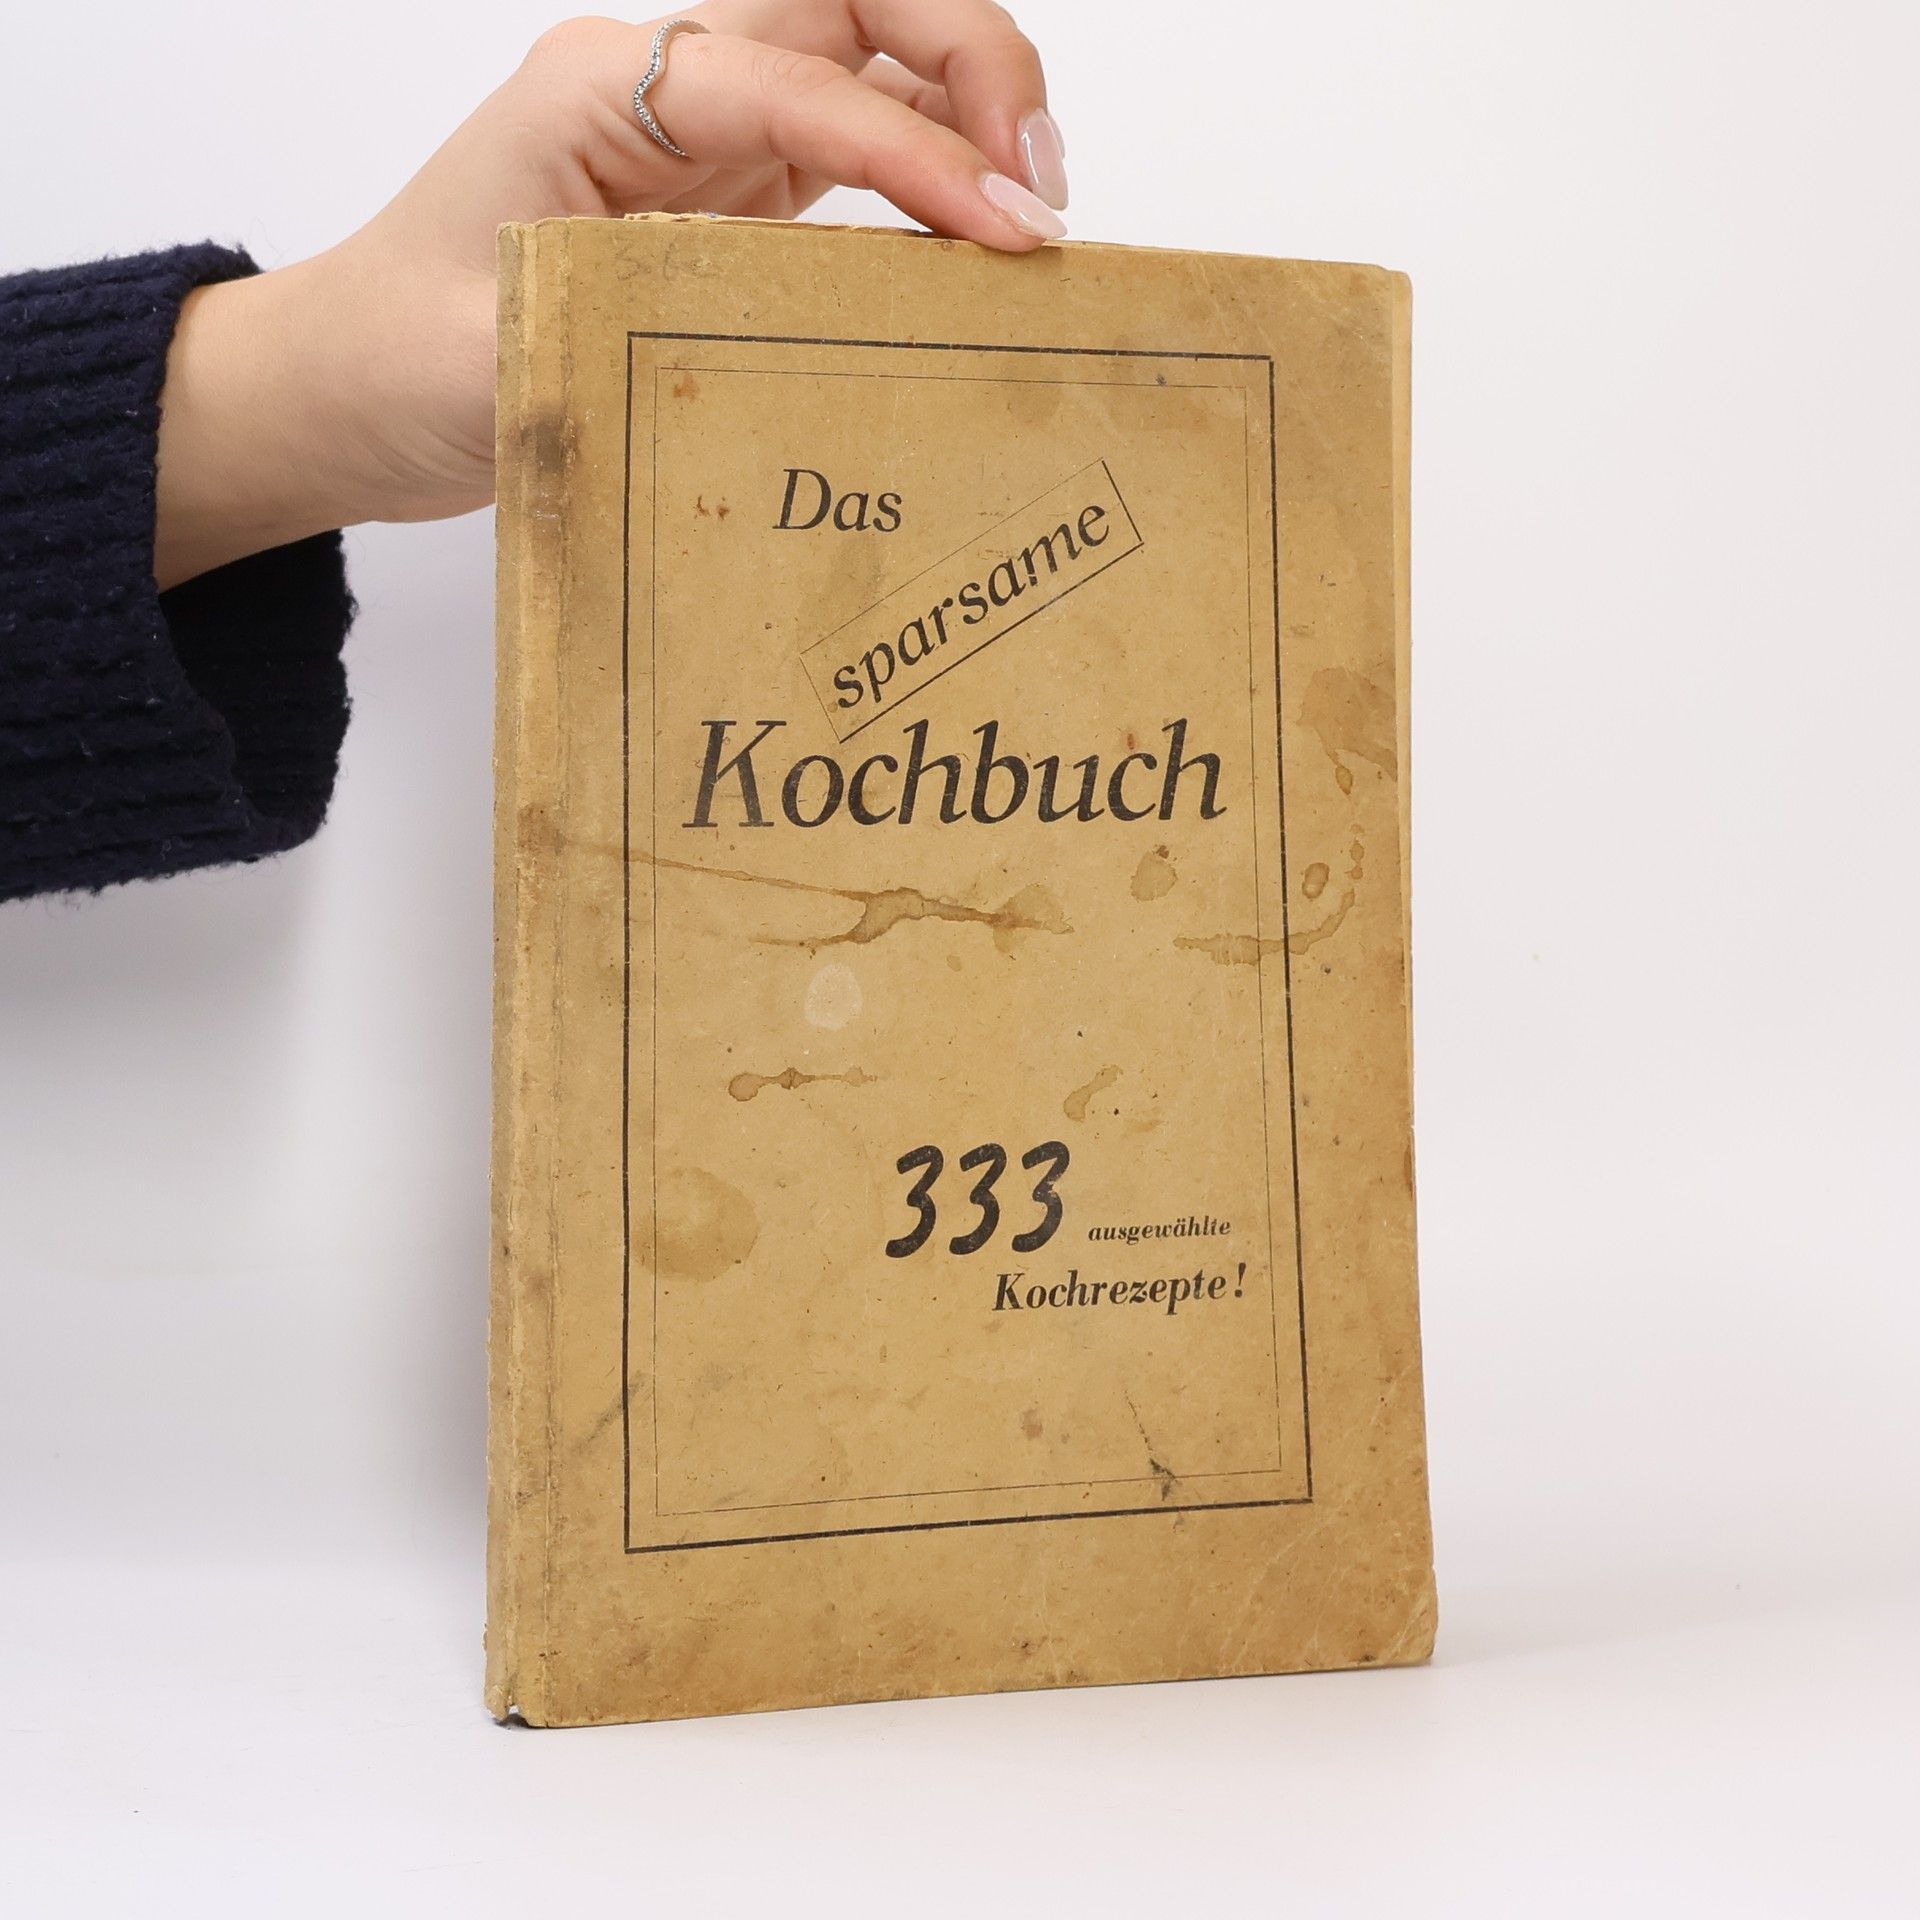 Das
sparsame
Kochbuch
333 ausgewählte
Kochrezepte!